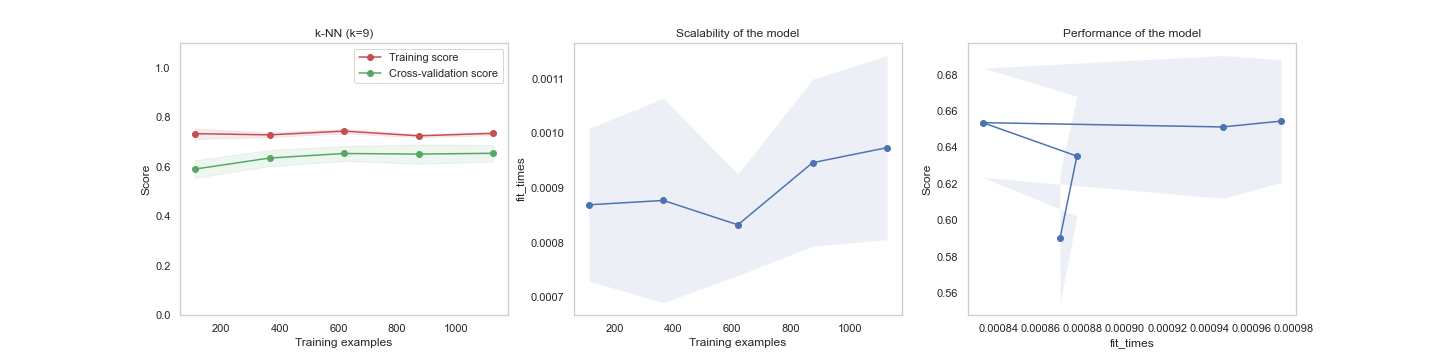 k-NN (k=9)
Training score
Cross-validation score
1.0
0.8
0.6
0.4
0.2
0.0
Score
200 400 600 800 1000
Training examples
Scalability of the model
0.0011
0.0010
0.0009
0.0008
0.0007
fit_times
200 400 600 800 1000
Training examples
Performance of the model
0.68
0.66
0.64
0.62
0.60
0.58
0.56
Score
0.00084 0.00086 0.00088 0.00090 0.00092 0.00094 0.00096 0.00098
fit_times